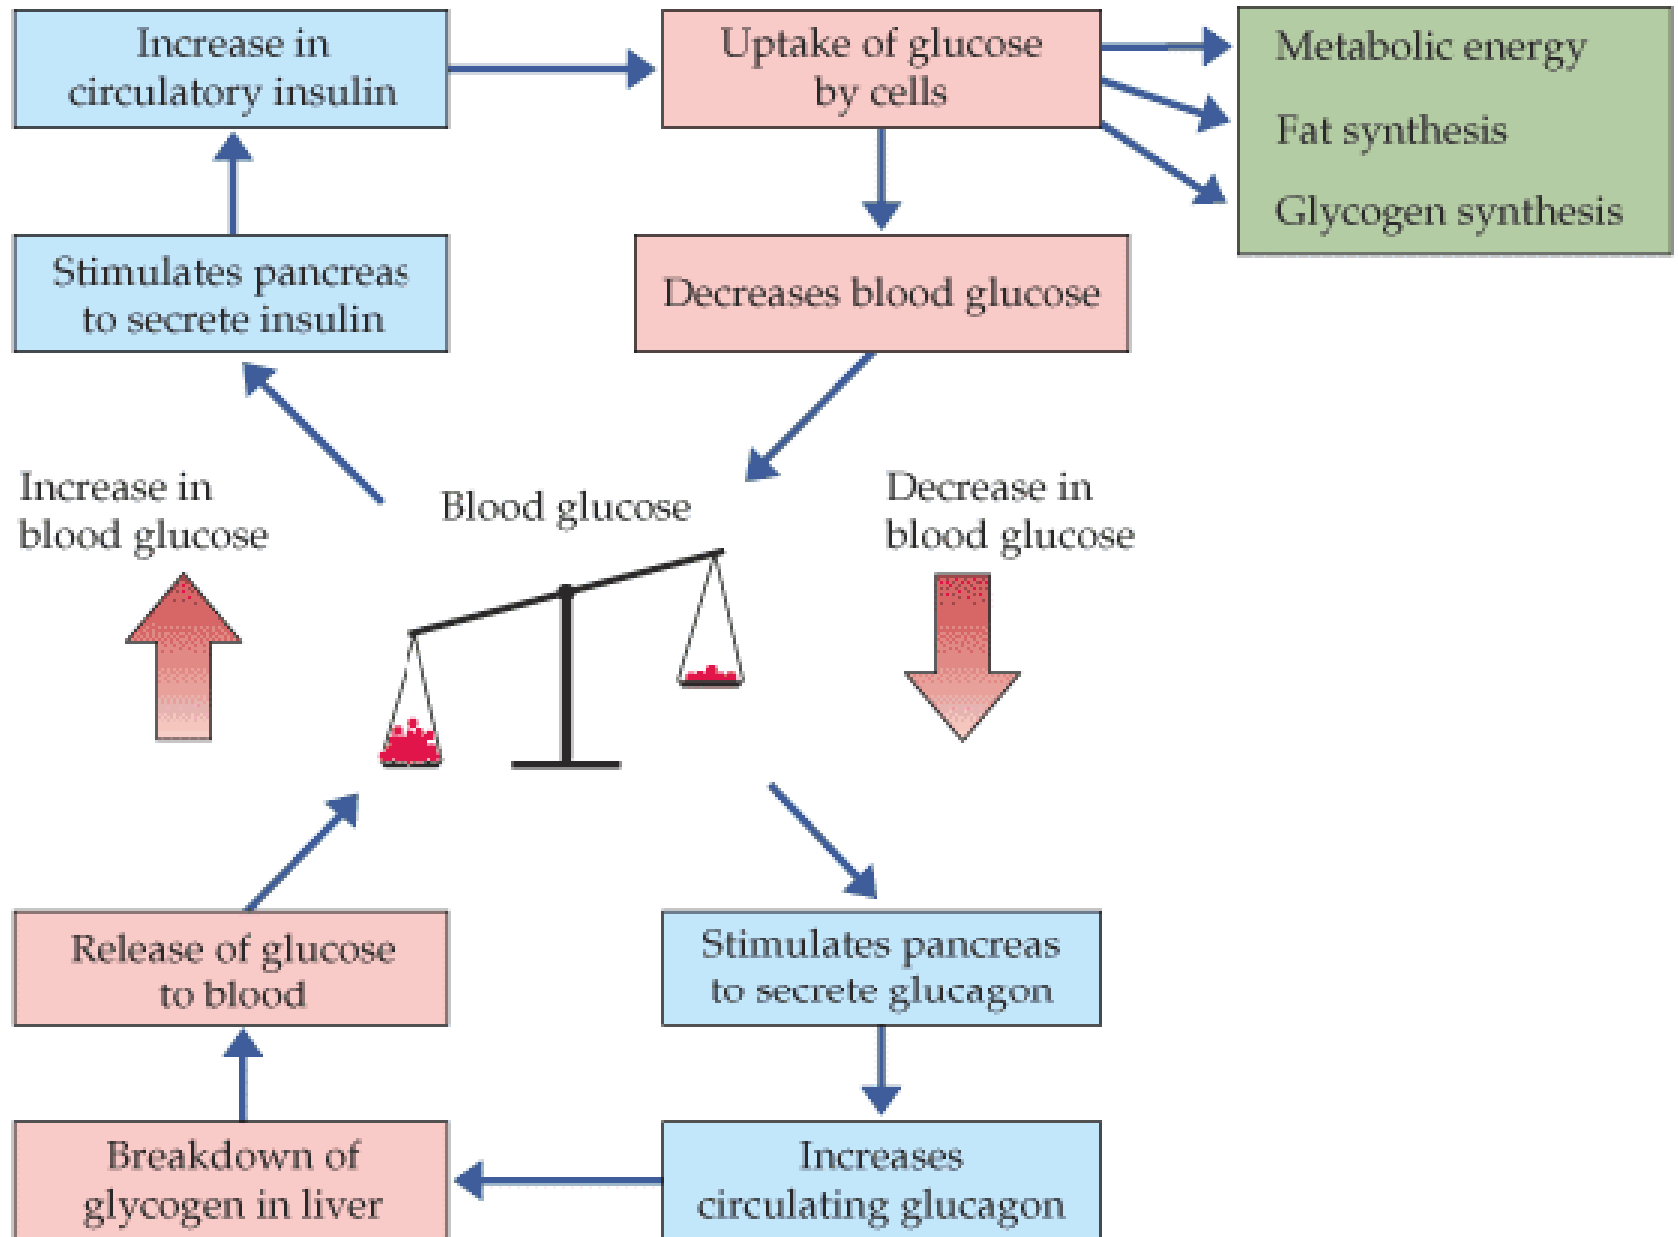 Increase in
circulatory insulin
Uptake of glucose
by cells
Metabolic energy
Fat synthesis
Glycogen synthesis
Stimulates pancreas
to secrete insulin
Decreases blood glucose
Increase in
blood glucose
Blood glucose
Decrease in
blood glucose
Release of glucose
to blood
Stimulates pancreas
to secrete glucagon
Breakdown of
glycogen in liver
Increases
circulating glucagon